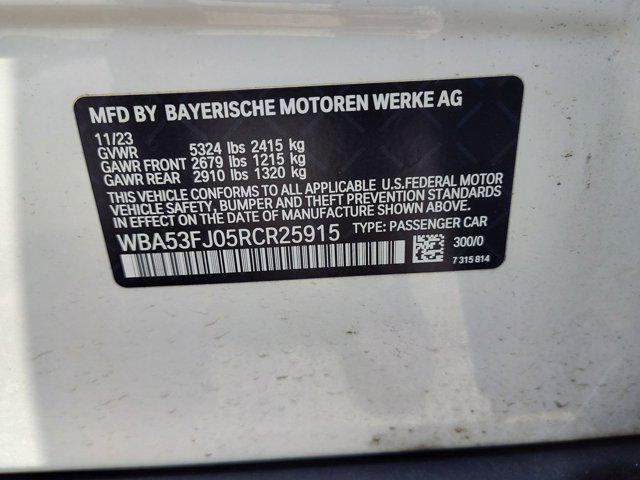 MFD BY BAYERISCHE MOTOREN WERKE AG
11/23
GVWR 5324 lbs 2415 kg
GAWR FRONT 2679 lbs 1215 kg
GAWR REAR 2910 lbs 1320 kg
THIS VEHICLE CONFORMS TO ALL APPLICABLE U.S.FEDERAL MOTOR
VEHICLE SAFETY, BUMPER AND THEFT PREVENTION STANDARDS
IN EFFECT ON THE DATE OF MANUFACTURE SHOWN ABOVE.
WBA53FJ05RCR25915 TYPE: PASSENGER CAR
300/0
7 315 814